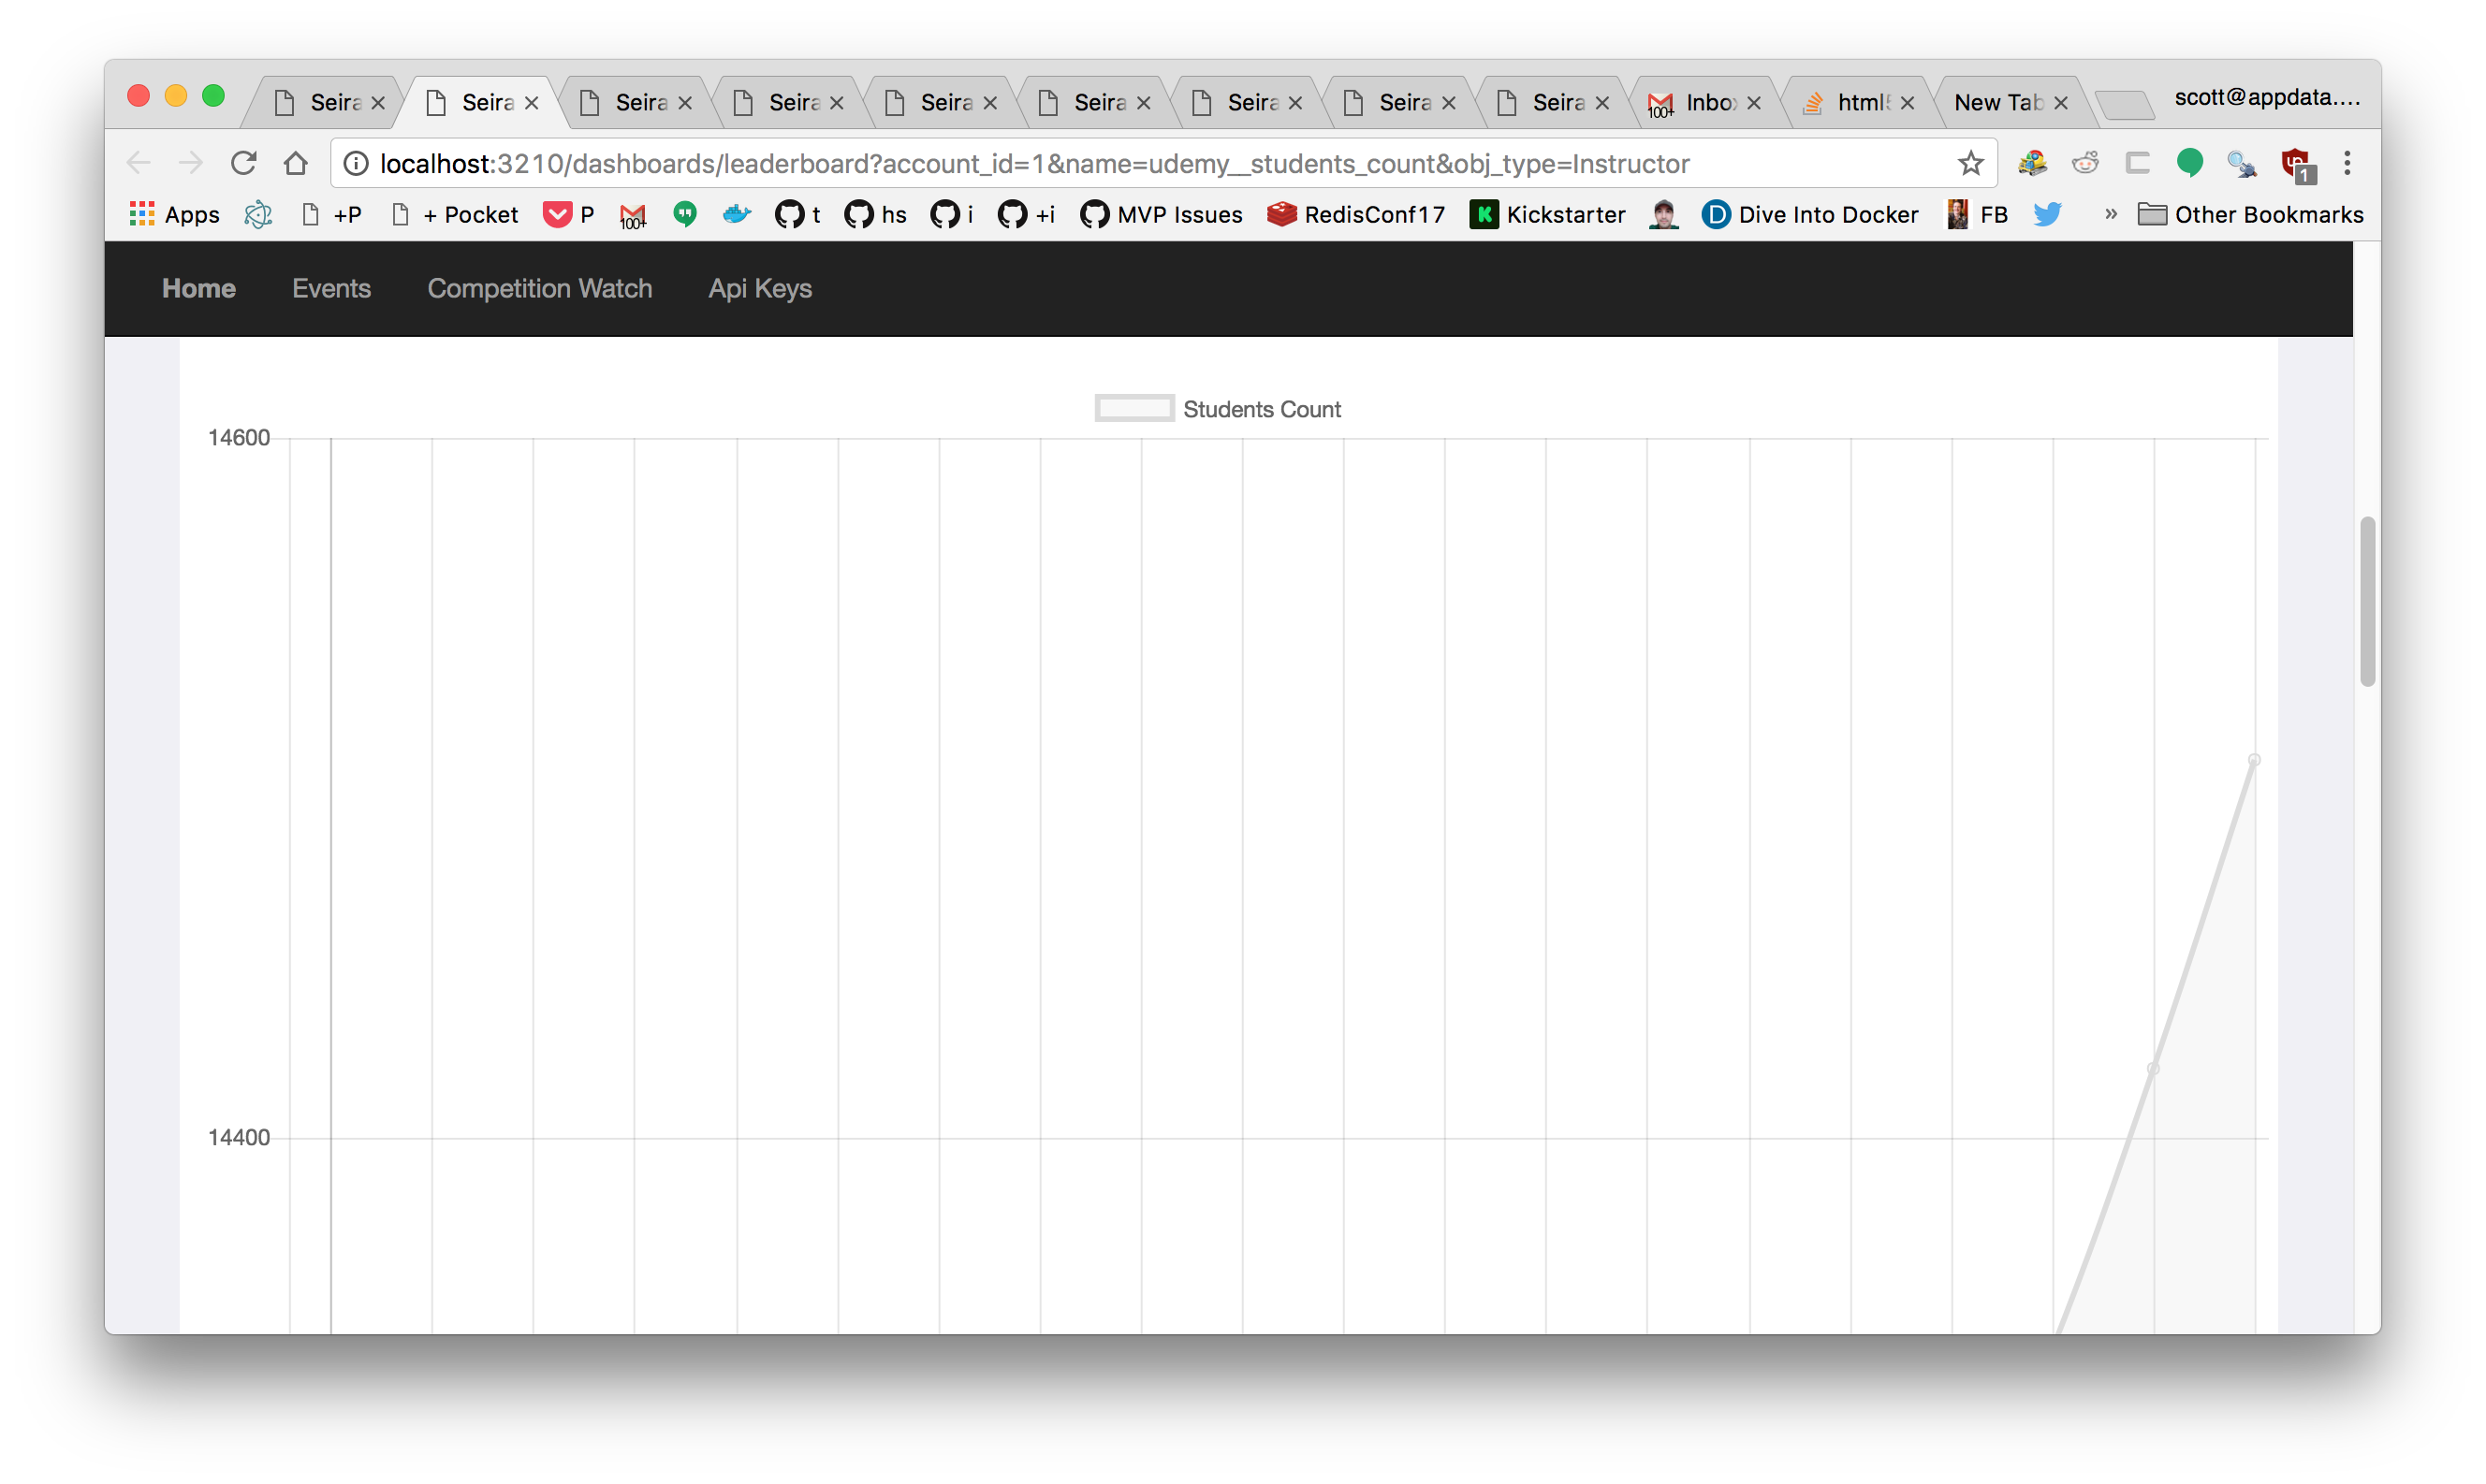 Seira Seira Seira Seira Seira Seira Seira Seira Seira Inbox html5 New Tab scott@appdata....
localhost:3210/dashboards/leaderboard?account_id=1&name=udemy__students_count&obj_type=Instructor
Apps +P + Pocket P t hs i +i MVP Issues RedisConf17 Kickstarter Dive Into Docker FB » Other Bookmarks
Home Events Competition Watch Api Keys
Students Count
14600
14400